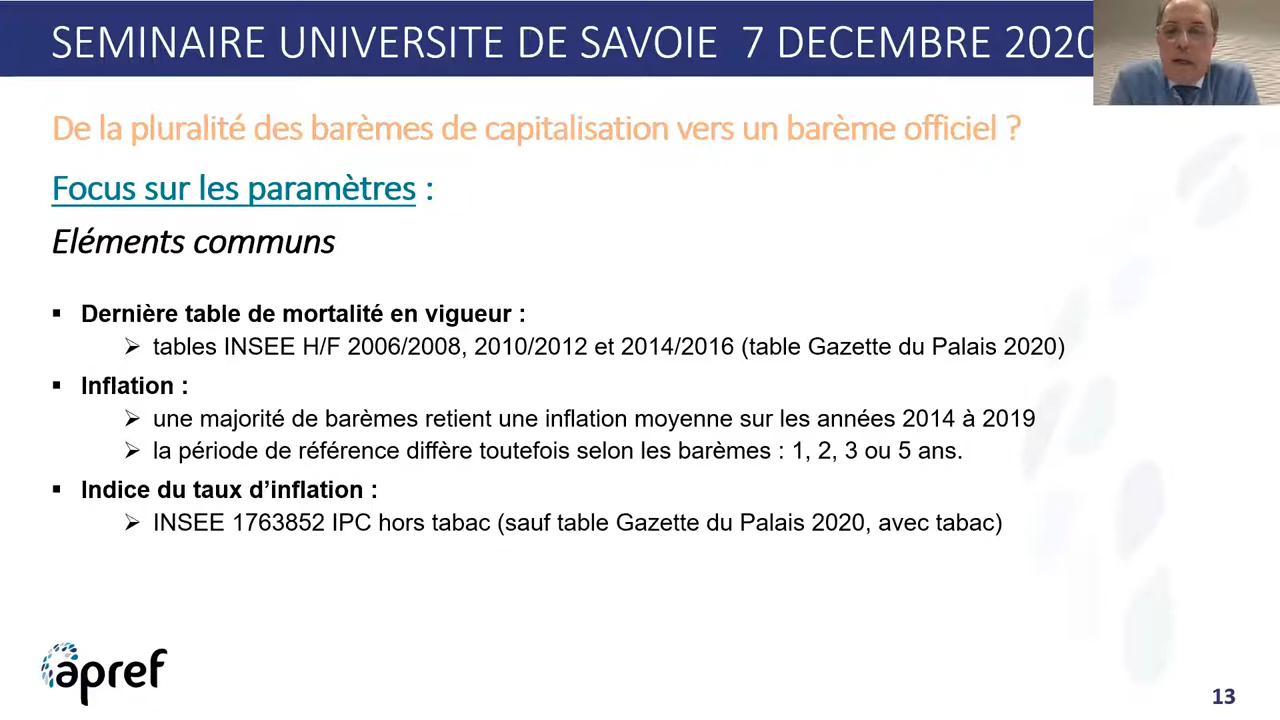 SEMINAIRE UNIVERSITE DE SAVOIE 7 DECEMBRE 2020
De la pluralité des barèmes de capitalisation vers un barème officiel ?
Focus sur les paramètres :
Eléments communs
▪ Dernière table de mortalité en vigueur :
➢ tables INSEE H/F 2006/2008, 2010/2012 et 2014/2016 (table Gazette du Palais 2020)
▪ Inflation :
➢ une majorité de barèmes retient une inflation moyenne sur les années 2014 à 2019
➢ la période de référence diffère toutefois selon les barèmes : 1, 2, 3 ou 5 ans.
▪ Indice du taux d’inflation :
➢ INSEE 1763852 IPC hors tabac (sauf table Gazette du Palais 2020, avec tabac)
apref
13